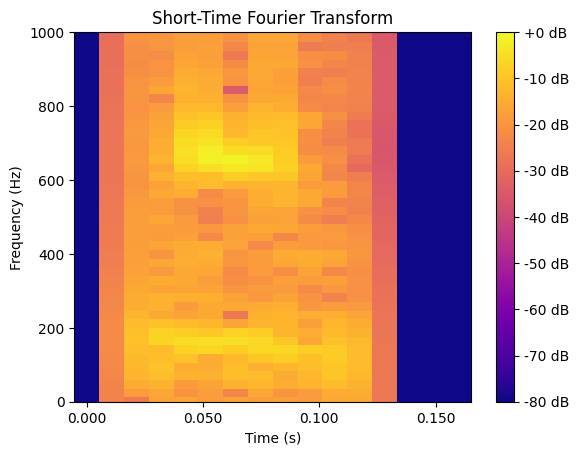 Short-Time Fourier Transform
1000
800
600
400
200
0
Frequency (Hz)
0.000
0.050
0.100
0.150
Time (s)
+0 dB
-10 dB
-20 dB
-30 dB
-40 dB
-50 dB
-60 dB
-70 dB
-80 dB